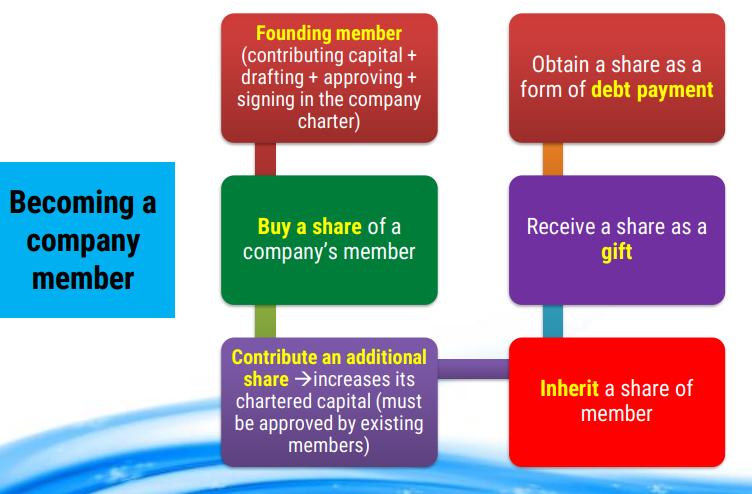 Becoming a
company
member
Founding member
(contributing capital +
drafting + approving +
signing in the company
charter)
Buy a share of a
company's member
Contribute an additional
share →increases its
chartered capital (must
be approved by existing
members)
Inherit a share of
member
Receive a share as a
gift
Obtain a share as a
form of debt payment